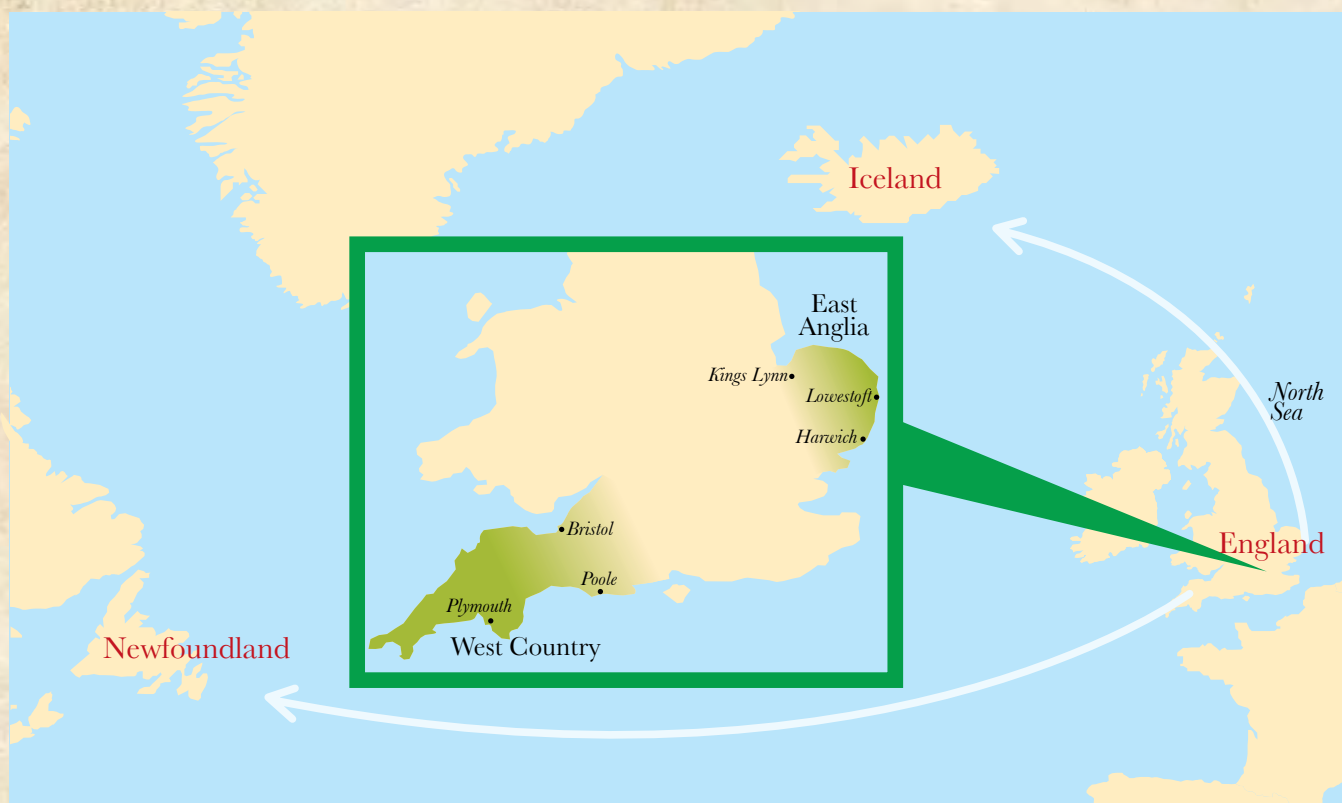 Iceland
East
Anglia
Kings Lynn
Lowestoft
Harwich
North
Sea
Bristol
England
Poole
Plymouth
West Country
Newfoundland